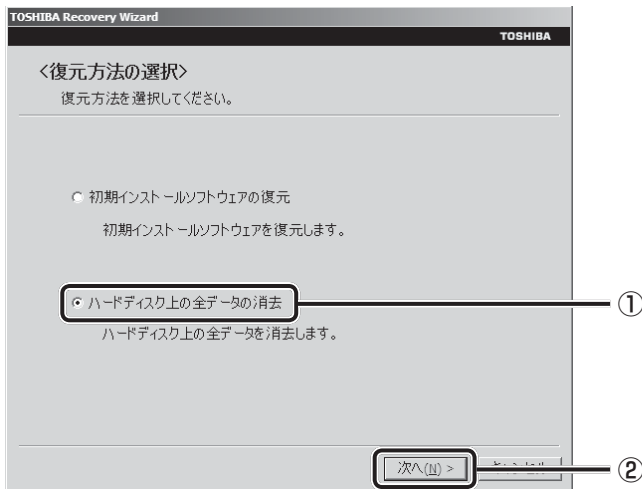 TOSHIBA Recovery Wizard
TOSHIBA
<復元方法の選択>
復元方法を選択してください。
初期インストールソフトウェアの復元
初期インストールソフトウェアを復元します。
ハードディスク上の全データの消去
①
ハードディスク上の全データを消去します。
次へ(N) >
②